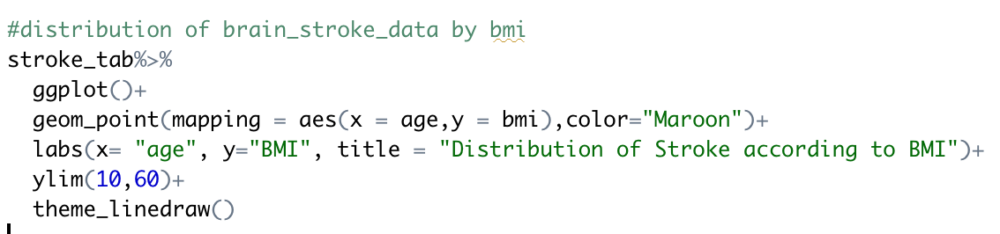 #distribution of brain_stroke_data by bmi
stroke_tab%>%
  ggplot()+
  geom_point(mapping = aes(x = age,y = bmi),color="Maroon")+
  labs(x= "age", y="BMI", title = "Distribution of Stroke according to BMI")+
  ylim(10,60)+
  theme_linedraw()